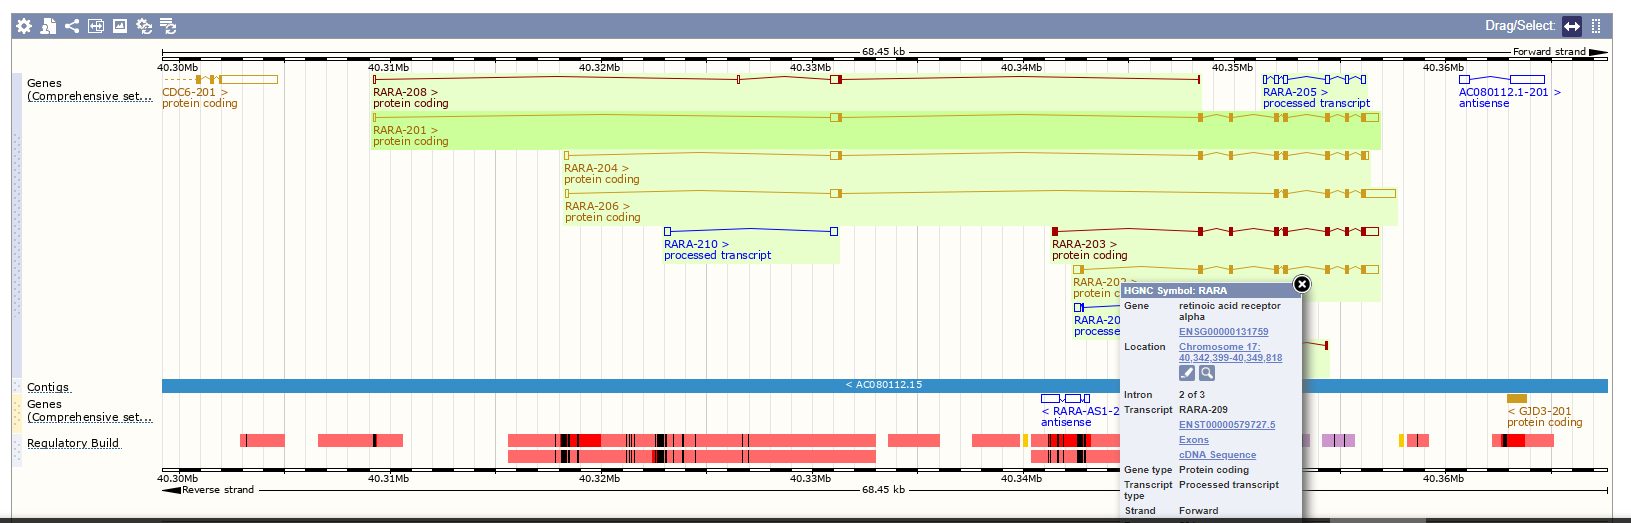 Drag/Select:
68.45 kb
Forward strand
40.30Mb 40.31Mb 40.32Mb 40.33Mb 40.34Mb 40.35Mb 40.36Mb
Genes
(Comprehensive set...
CDC6-201 >
protein coding
RARA-208 >
protein coding
RARA-205 >
processed transcript
AC080112.1-201 >
antisense
RARA-201 >
protein coding
RARA-204 >
protein coding
RARA-206 >
protein coding
RARA-210 >
processed transcript
RARA-203 >
protein coding
RARA-202 >
protein c
RARA-20
processe
HGNC Symbol: RARA
Gene retinoic acid receptor
alpha
ENSG00000131759
Location Chromosome 17:
40,342,399-40,349,818
Intron 2 of 3
Transcript RARA-209
ENST00000579727.5
Exons
cDNA Sequence
Gene type Protein coding
Transcript Processed transcript
type
Strand Forward
Contigs
< AC080112.15
Genes
(Comprehensive set...
< RARA-AS1-2
antisense
< GJD3-201
protein coding
Regulatory Build
40.30Mb 40.31Mb 40.32Mb 40.33Mb 40.34Mb 40.36Mb
Reverse strand
68.45 kb